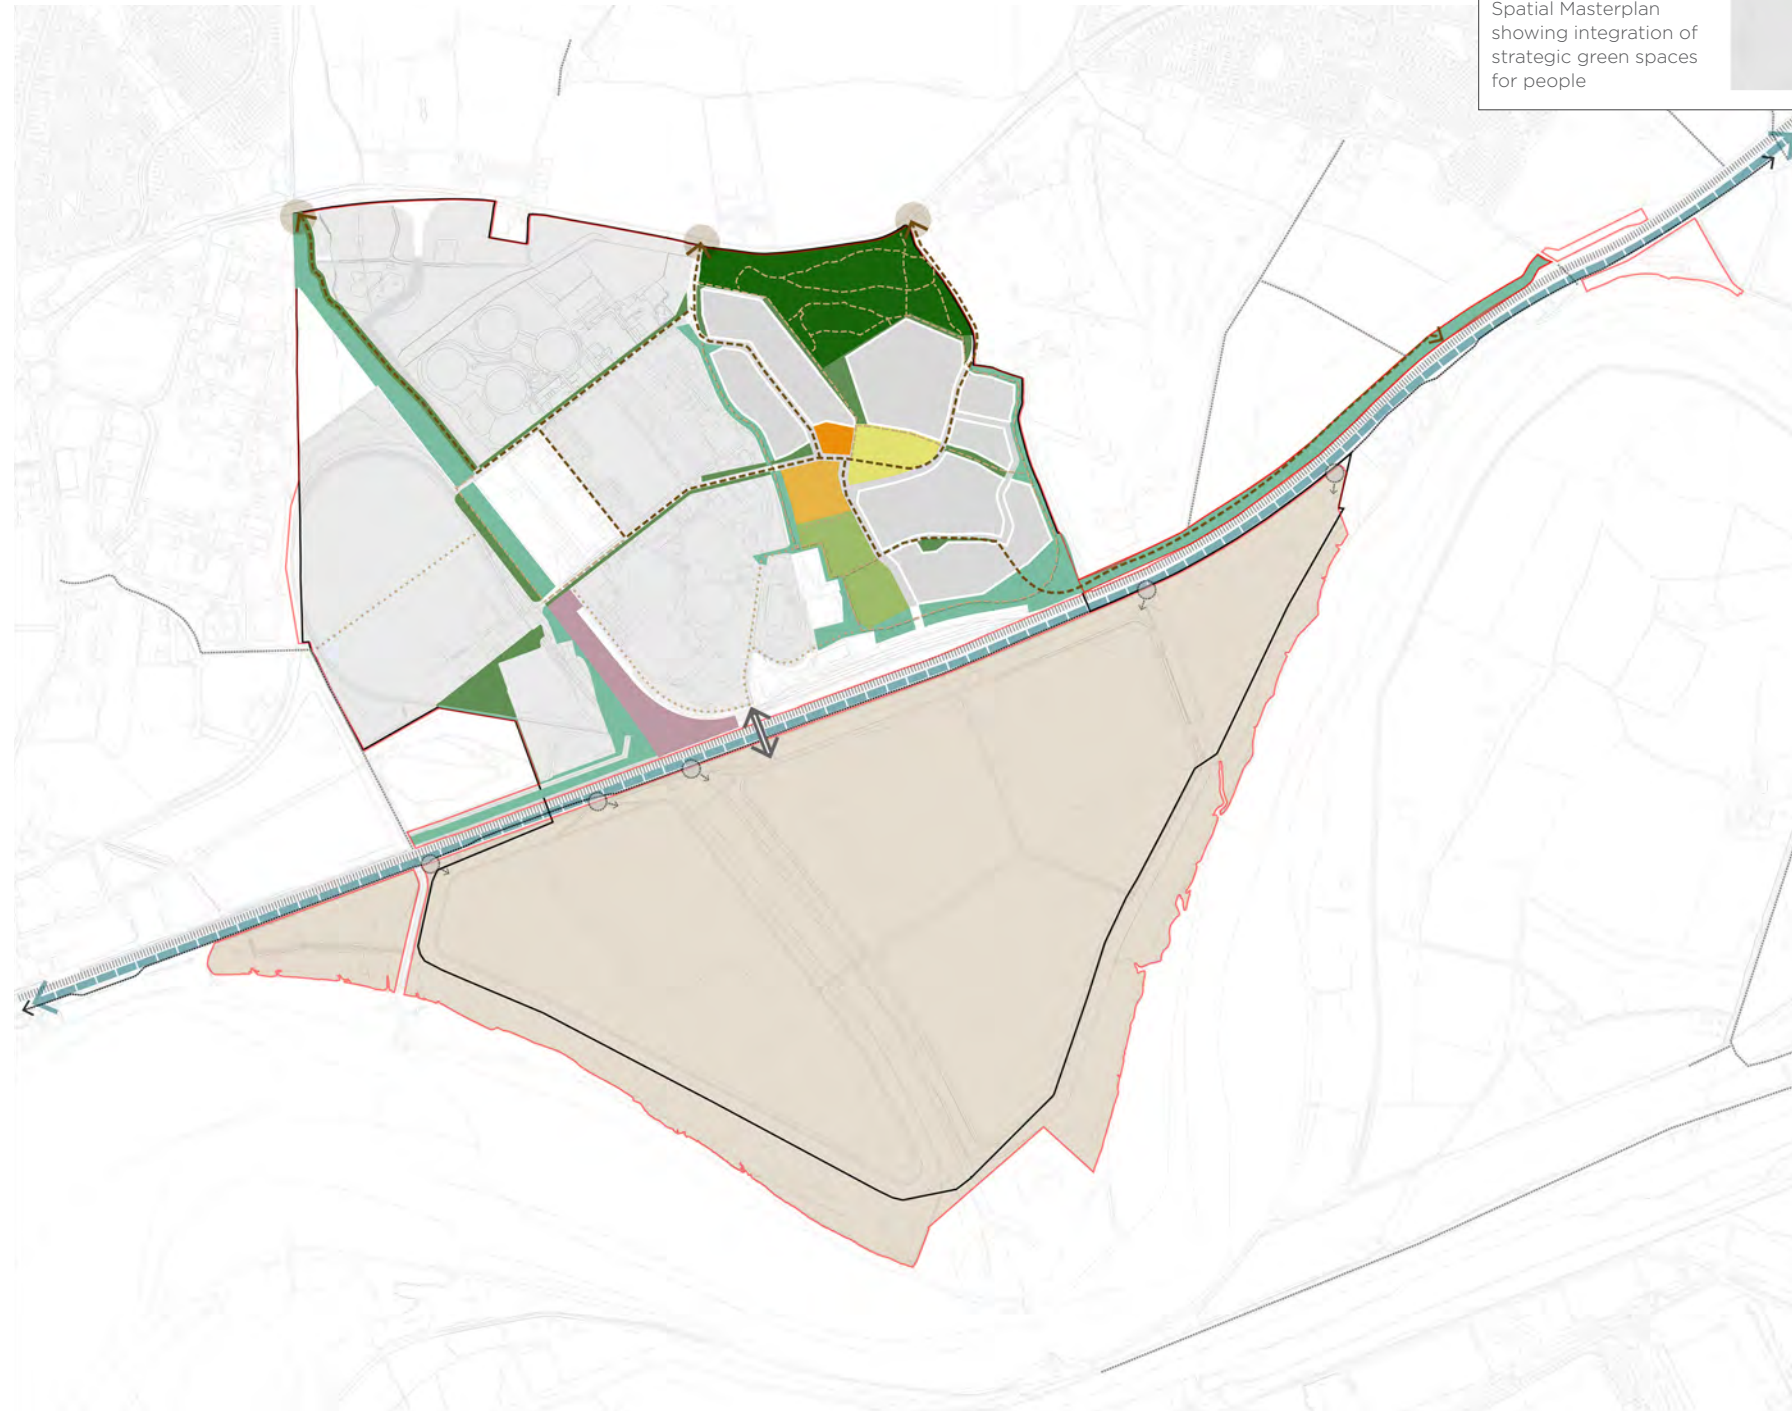 Spatial Masterplan
showing integration of
strategic green spaces
for people